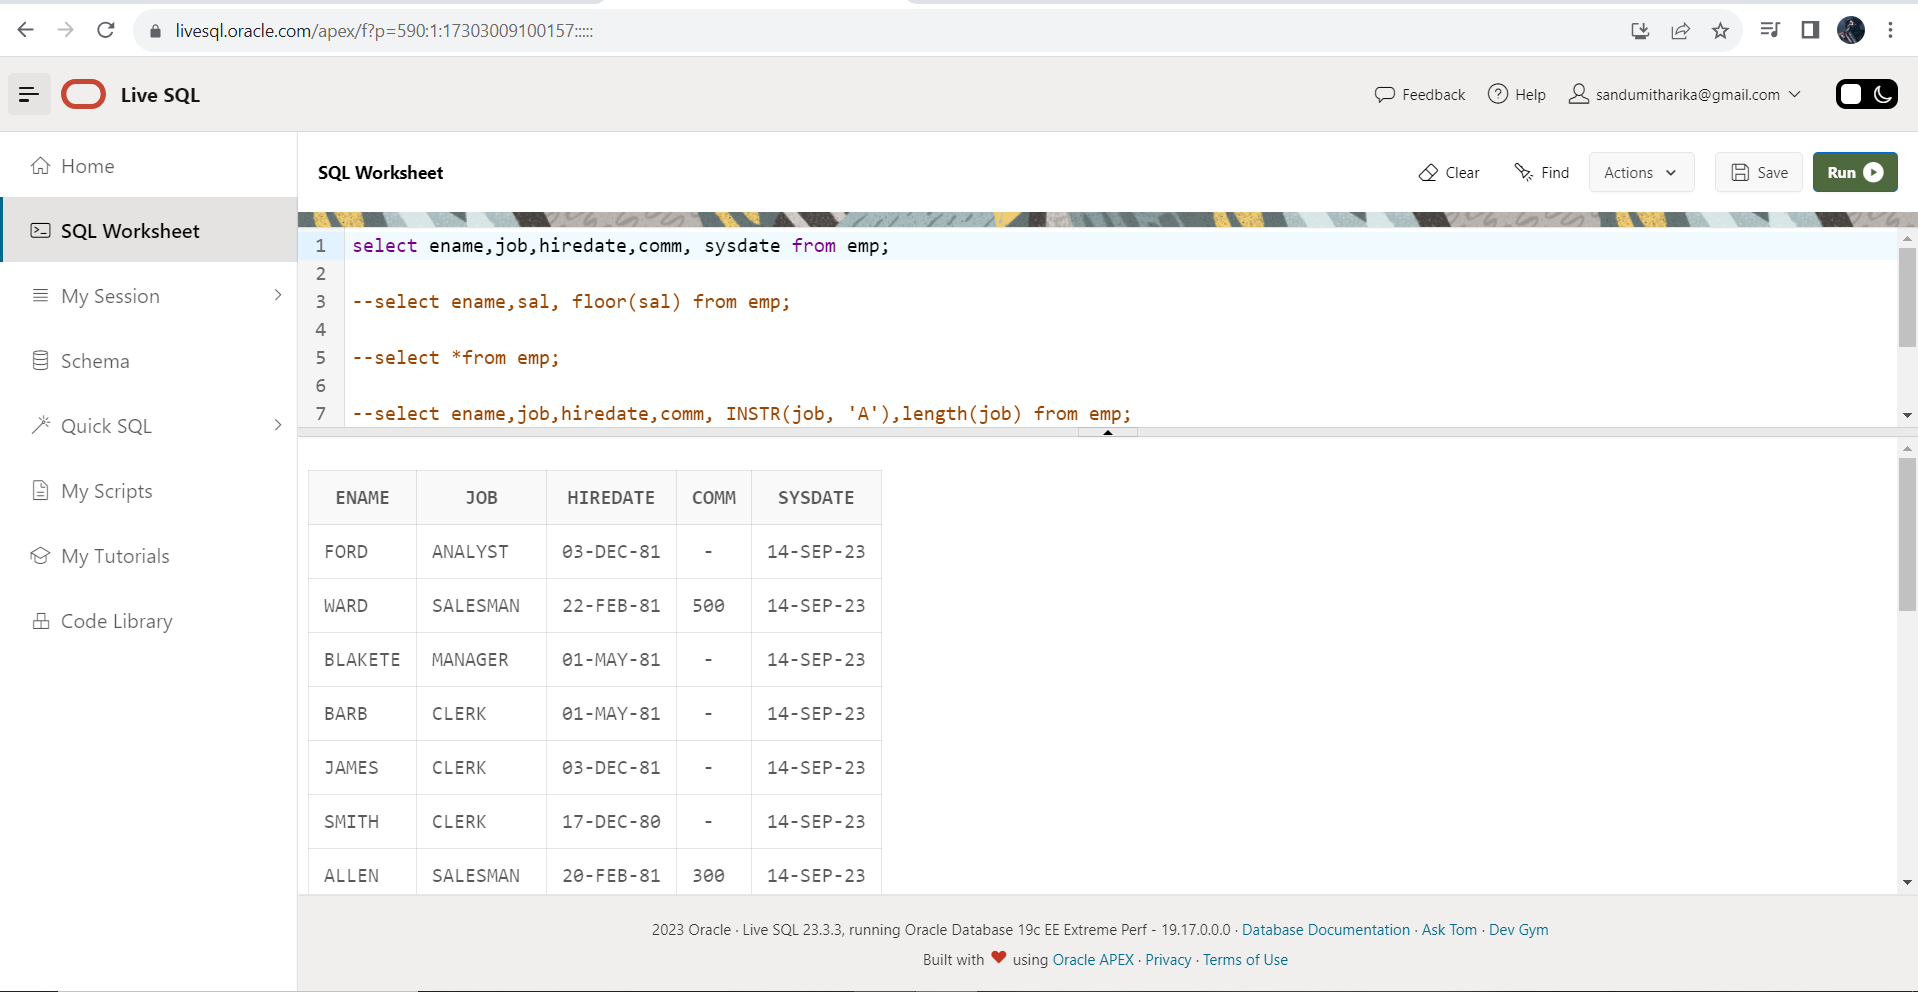 livesql.oracle.com/apex/f?p=590:1:17303009100157:::::
Live SQL
Feedback
Help
sandumitharika@gmail.com
Home
SQL Worksheet
My Session
Schema
Quick SQL
My Scripts
My Tutorials
Code Library
SQL Worksheet
Clear
Find
Actions
Save
Run
1 select ename,job,hiredate,comm, sysdate from emp;
2
3 --select ename,sal, floor(sal) from emp;
4
5 --select *from emp;
6
7 --select ename,job,hiredate,comm, INSTR(job, 'A'),length(job) from emp;
ENAME JOB HIREDATE COMM SYSDATE
FORD ANALYST 03-DEC-81 - 14-SEP-23
WARD SALESMAN 22-FEB-81 500 14-SEP-23
BLAKETE MANAGER 01-MAY-81 - 14-SEP-23
BARB CLERK 01-MAY-81 - 14-SEP-23
JAMES CLERK 03-DEC-81 - 14-SEP-23
SMITH CLERK 17-DEC-80 - 14-SEP-23
ALLEN SALESMAN 20-FEB-81 300 14-SEP-23
2023 Oracle · Live SQL 23.3.3, running Oracle Database 19c EE Extreme Perf - 19.17.0.0.0 · Database Documentation · Ask Tom · Dev Gym
Built with ❤ using Oracle APEX · Privacy · Terms of Use